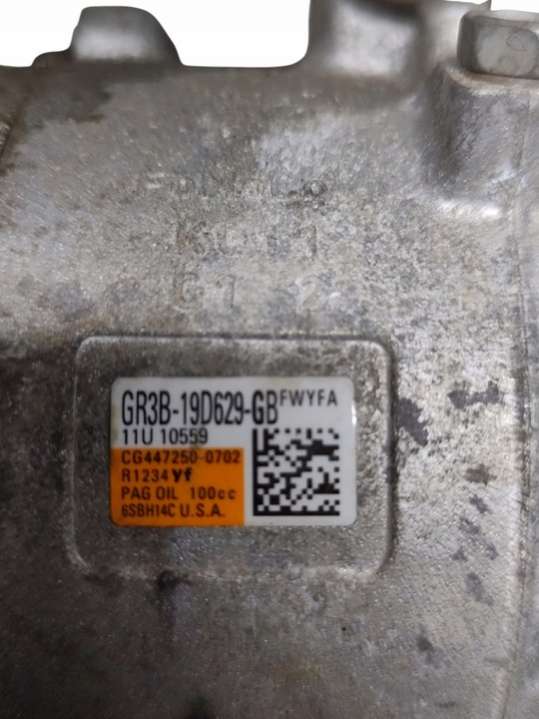 GR3B-19D629-GB FWYFA
11U 10559
CG447250-0702
R1234yf
PAG OIL 100cc
6SBH14C U.S.A.